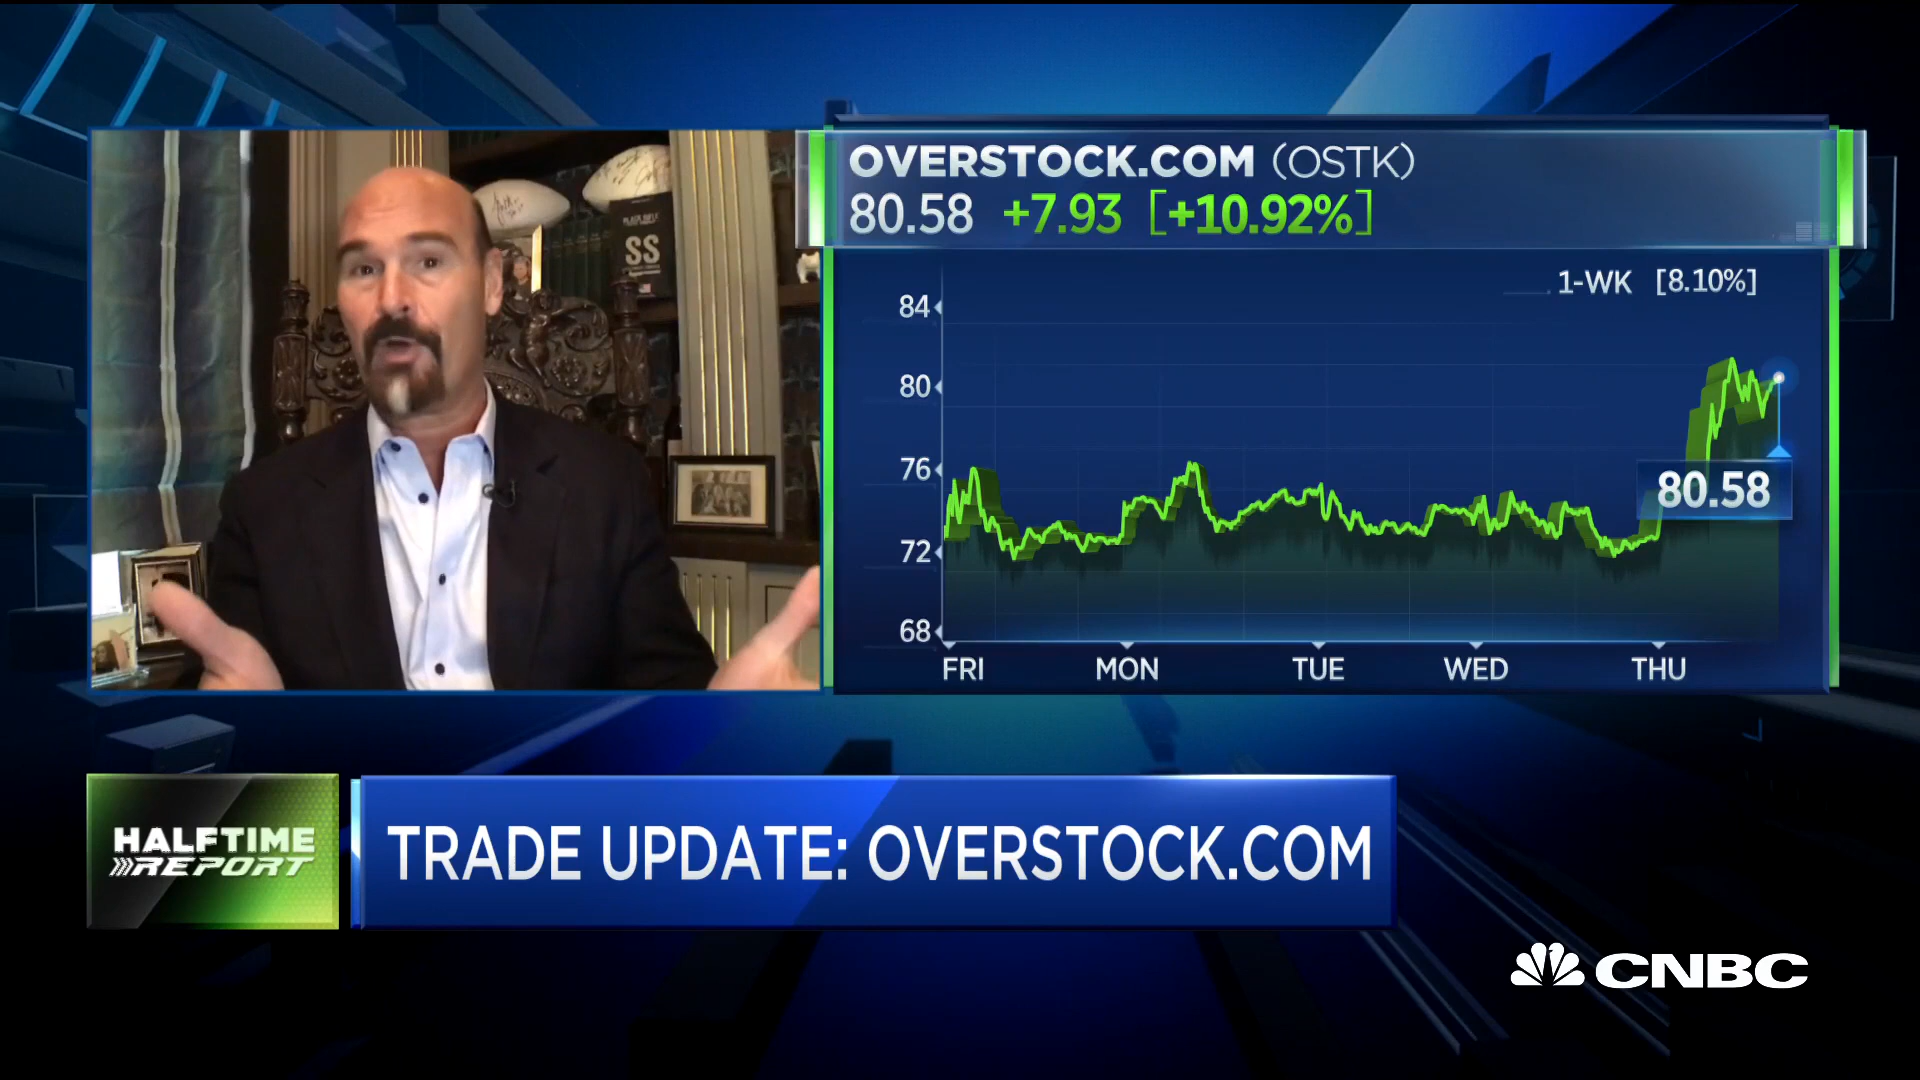 OVERSTOCK.COM (OSTK)
80.58 +7.93 [+10.92%]
1-WK [8.10%]
84
80
76
72
68
80.58
FRI MON TUE WED THU
SS
HALFTIME
REPORT
TRADE UPDATE: OVERSTOCK.COM
CNBC